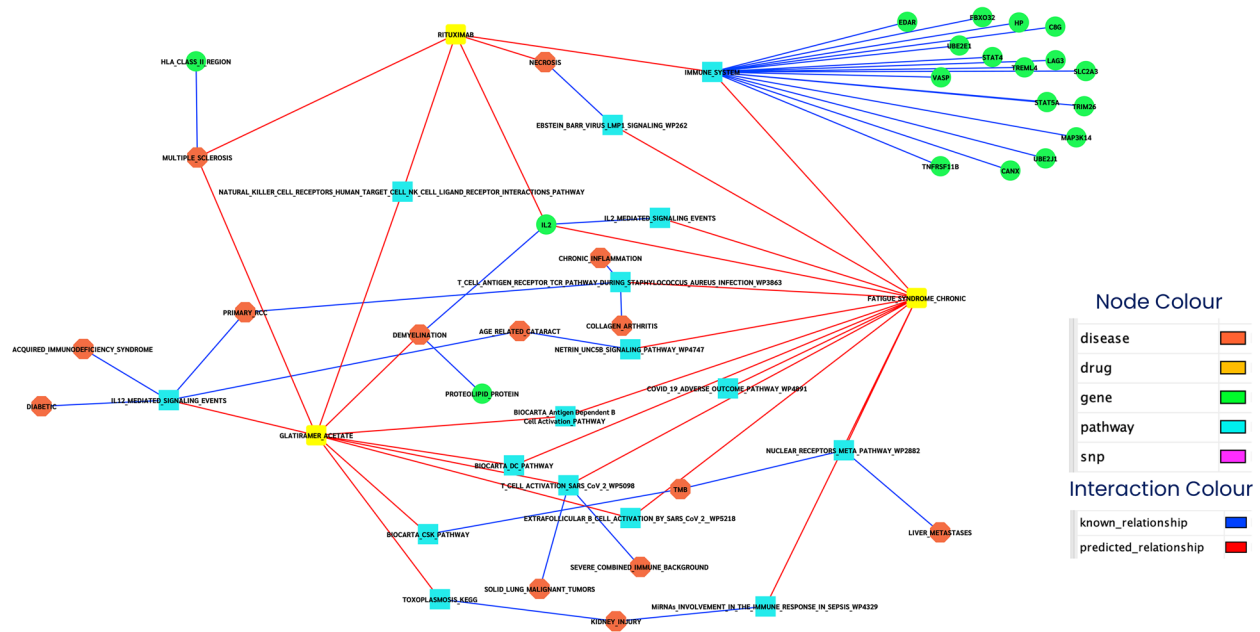 EDAR
FBXO32
HP
C8G
RITUXIMAB
UBE2E1
HLA_CLASS_II_REGION
NECROSIS
STAT4
LAG3
TREML4
IMMUNE_SYSTEM
SLC2A3
VASP
STAT5A
TRIM26
EBSTEIN_BARR_VIRUS_LMP1_SIGNALING_WP262
MAP3K14
MULTIPLE_SCLEROSIS
UBE2J1
TNFRSF11B
CANX
NATURAL_KILLER_CELL_RECEPTORS_HUMAN_TARGET_CELL_NK_CELL_LIGAND_RECEPTOR_INTERACTIONS_PATHWAY
IL2_MEDIATED_SIGNALING_EVENTS
IL2
CHRONIC_INFLAMMATION
T_CELL_ANTIGEN_RECEPTOR_TCR_PATHWAY_DURING_STAPHYLOCOCCUS_AUREUS_INFECTION_WP3863
FATIGUE_SYNDROME_CHRONIC
Node Colour
PRIMARY_RCC
COLLAGEN_ARTHRITIS
AGE_RELATED_CATARACT
DEMYELINATION
disease
ACQUIRED_IMMUNODEFICIENCY_SYNDROME
NETRIN_UNC5B_SIGNALING_PATHWAY_WP4747
drug
COVID_19_ADVERSE_OUTCOME_PATHWAY_WP4891
PROTEOLIPID_PROTEIN
gene
IL12_MEDIATED_SIGNALING_EVENTS
DIABETIC
BIOCARTA_Antigen Dependent B
Cell Activation_PATHWAY
pathway
GLATIRAMER_ACETATE
NUCLEAR_RECEPTORS_META_PATHWAY_WP2882
snp
BIOCARTA_DC_PATHWAY
T_CELL_ACTIVATION_SARS_CoV_2_WP5098
TMB
Interaction Colour
EXTRAFOLLICULAR_B_CELL_ACTIVATION_BY_SARS_CoV_2__WP5218
known_relationship
BIOCARTA_CSK_PATHWAY
LIVER_METASTASES
predicted_relationship
SEVERE_COMBINED_IMMUNE_BACKGROUND
SOLID_LUNG_MALIGNANT_TUMORS
TOXOPLASMOSIS_KEGG
MiRNAs_INVOLVEMENT_IN_THE_IMMUNE_RESPONSE_IN_SEPSIS_WP4329
KIDNEY_INJURY